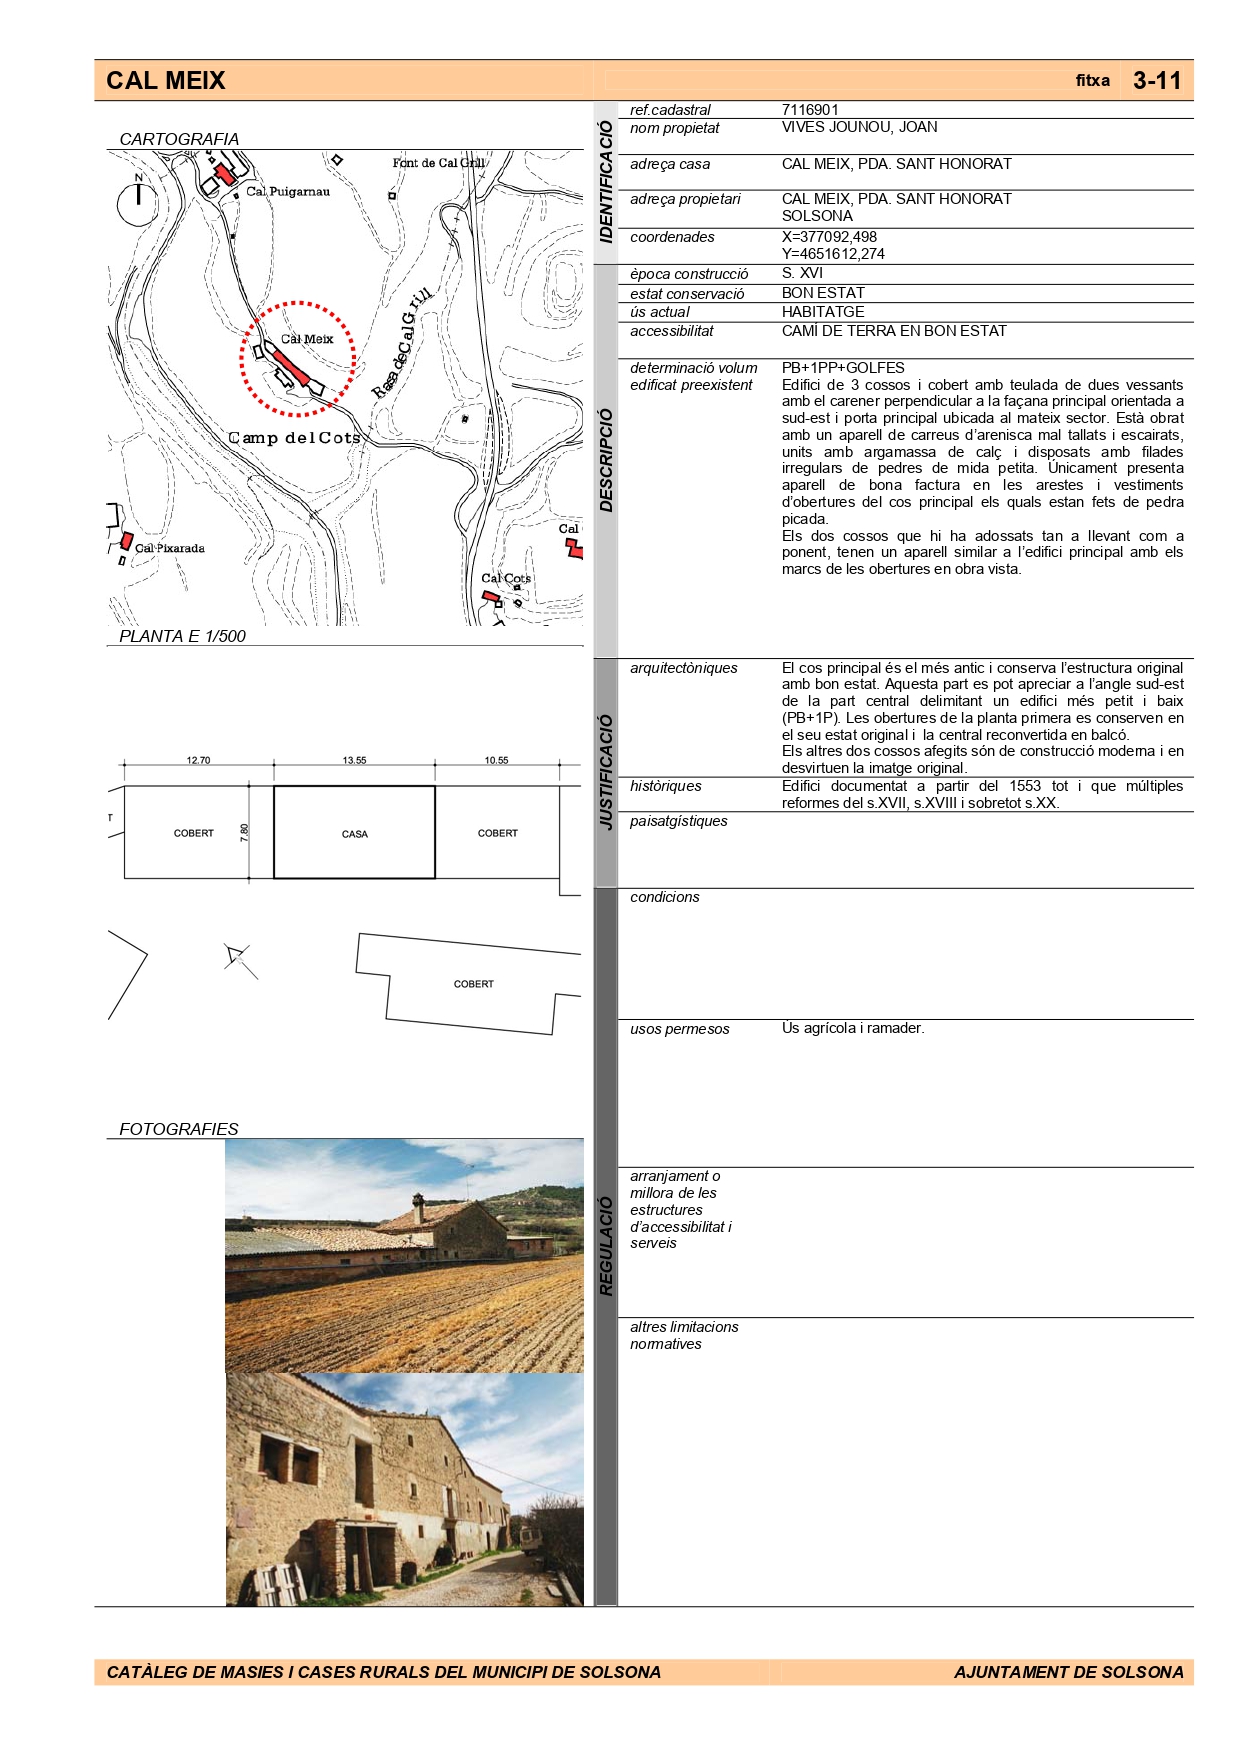 CAL MEIX
fitxa 3-11
CARTOGRAFIA
N
Cal Puigarnau
Font de Cal Grill
Cal Meix
Rasa de Cal Grill
Camp del Cots
Cal Pixarada
Cal
Cal Cots
PLANTA E 1/500
12.70 13.55 10.55
T
COBERT
7.80
CASA
COBERT
COBERT
FOTOGRAFIES
IDENTIFICACIÓ
ref.cadastral 7116901
nom propietat VIVES JOUNOU, JOAN
adreça casa CAL MEIX, PDA. SANT HONORAT
adreça propietari CAL MEIX, PDA. SANT HONORAT
SOLSONA
coordenades X=377092,498
Y=4651612,274
DESCRIPCIÓ
època construcció S. XVI
estat conservació BON ESTAT
ús actual HABITATGE
accessibilitat CAMÍ DE TERRA EN BON ESTAT
determinació volum PB+1PP+GOLFES
edificat preexistent Edifici de 3 cossos i cobert amb teulada de dues vessants
amb el carener perpendicular a la façana principal orientada a
sud-est i porta principal ubicada al mateix sector. Està obrat
amb un aparell de carreus d’arenisca mal tallats i escairats,
units amb argamassa de calç i disposats amb filades
irregulars de pedres de mida petita. Únicament presenta
aparell de bona factura en les arestes i vestiments
d’obertures del cos principal els quals estan fets de pedra
picada.
Els dos cossos que hi ha adossats tan a llevant com a
ponent, tenen un aparell similar a l’edifici principal amb els
marcs de les obertures en obra vista.
JUSTIFICACIÓ
arquitectòniques El cos principal és el més antic i conserva l’estructura original
amb bon estat. Aquesta part es pot apreciar a l’angle sud-est
de la part central delimitant un edifici més petit i baix
(PB+1P). Les obertures de la planta primera es conserven en
el seu estat original i la central reconvertida en balcó.
Els altres dos cossos afegits són de construcció moderna i en
desvirtuen la imatge original.
històriques Edifici documentat a partir del 1553 tot i que múltiples
reformes del s.XVII, s.XVIII i sobretot s.XX.
paisatgístiques
REGULACIÓ
condicions
usos permesos Ús agrícola i ramader.
arranjament o
millora de les
estructures
d’accessibilitat i
serveis
altres limitacions
normatives
CATÀLEG DE MASIES I CASES RURALS DEL MUNICIPI DE SOLSONA AJUNTAMENT DE SOLSONA